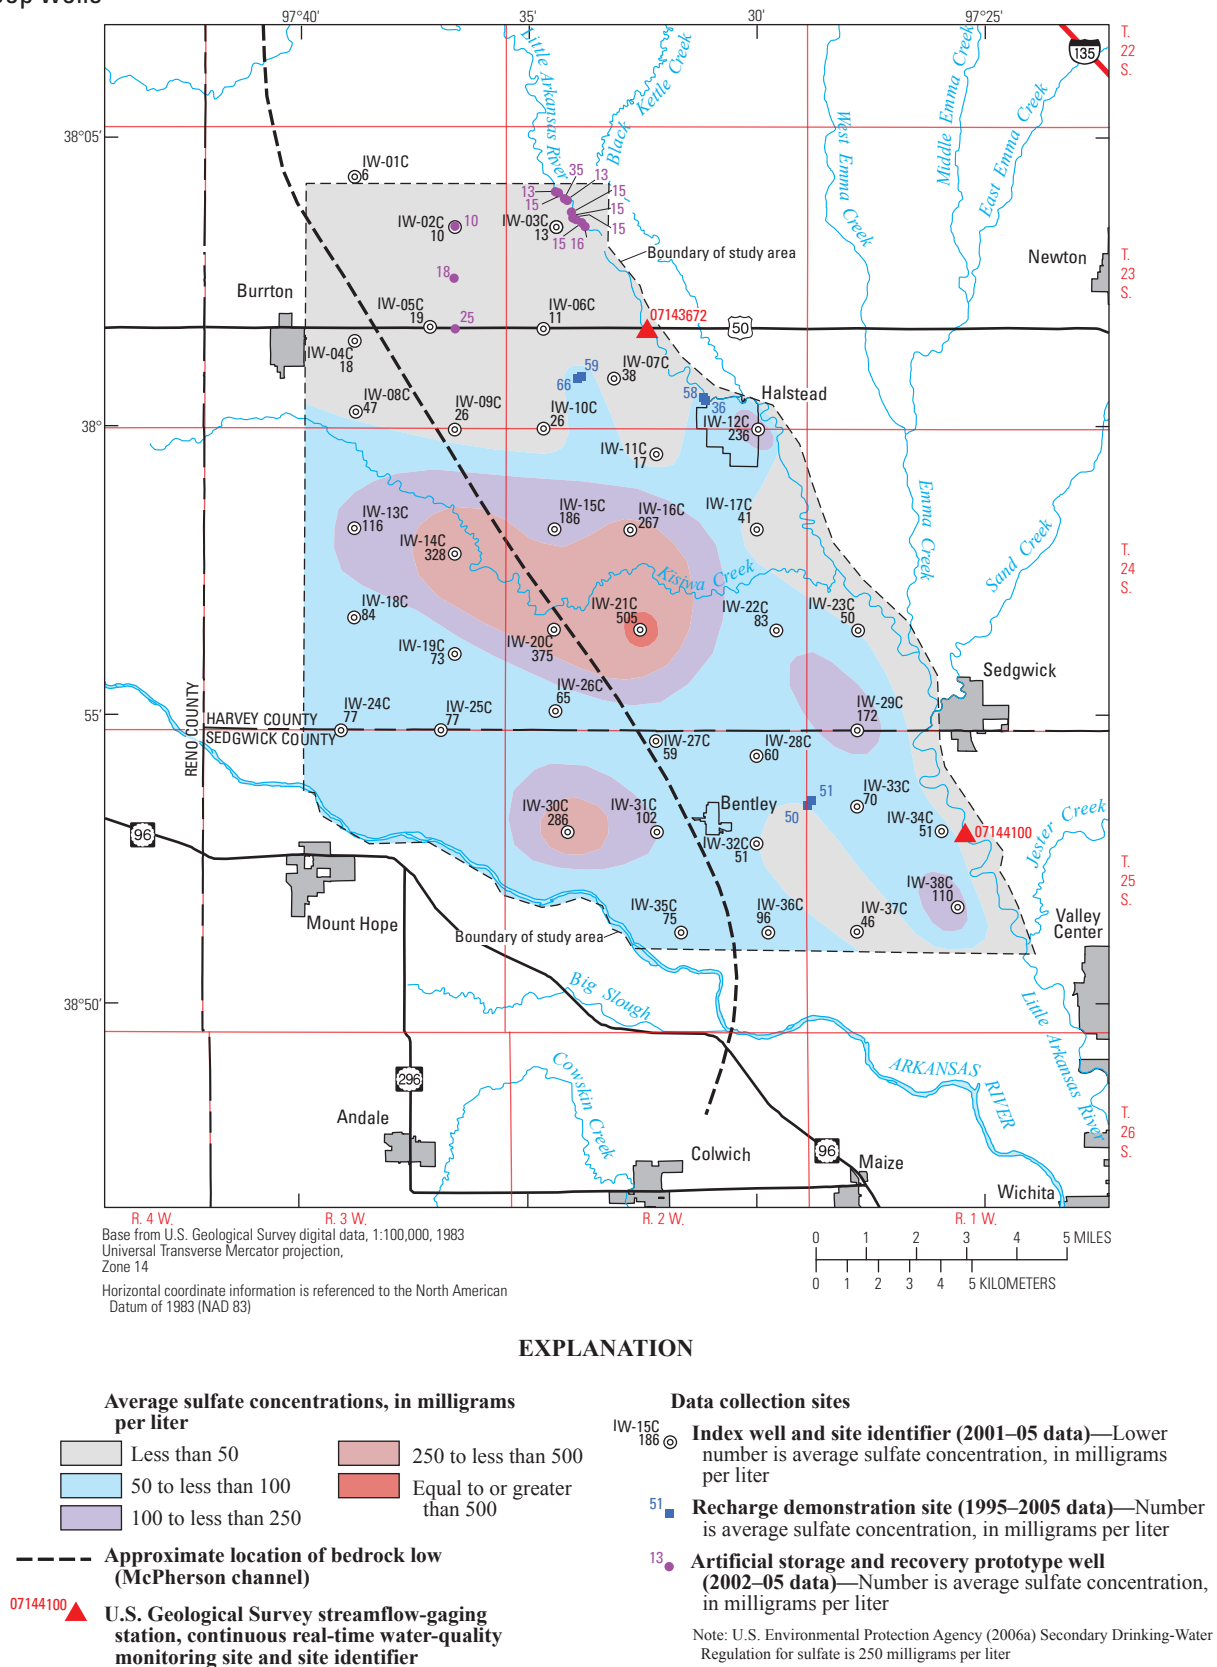 97°40′
35′
30′
97°25′
T.
22
S.
135
Little Arkansas River
Black Kettle Creek
West Emma Creek
Middle Emma Creek
East Emma Creek
38°05′
IW-01C
6
35
13
13
15
15
15
15
15
16
IW-02C
10
10
IW-03C
13
Boundary of study area
Newton
T.
23
S.
18
Burrton
IW-05C
19
25
IW-06C
11
07143672
50
IW-04C
18
59
66
IW-07C
38
58
36
Halstead
IW-08C
47
IW-09C
26
IW-10C
26
IW-12C
236
38°
IW-11C
17
IW-13C
116
IW-15C
186
IW-16C
267
IW-17C
41
IW-14C
328
Emma Creek
Sand Creek
T.
24
S.
Kisiwa Creek
IW-18C
84
IW-21C
505
IW-22C
83
IW-23C
50
IW-19C
73
IW-20C
375
Sedgwick
IW-26C
65
IW-24C
77
IW-25C
77
IW-29C
172
55′
HARVEY COUNTY
SEDGWICK COUNTY
RENO COUNTY
IW-27C
59
IW-28C
60
51
50
IW-33C
70
IW-30C
286
IW-31C
102
Bentley
IW-34C
51
07144100
Jester Creek
96
IW-32C
51
T.
25
S.
IW-38C
110
Mount Hope
IW-35C
75
IW-36C
96
IW-37C
46
Valley
Center
Boundary of study area
38°50′
Big Slough
Little Arkansas River
ARKANSAS RIVER
Cowskin Creek
296
Andale
T.
26
S.
Colwich
96
Maize
Wichita
R. 4 W.
R. 3 W.
R. 2 W.
R. 1 W.
Base from U.S. Geological Survey digital data, 1:100,000, 1983
Universal Transverse Mercator projection,
Zone 14
Horizontal coordinate information is referenced to the North American
Datum of 1983 (NAD 83)
0 1 2 3 4 5 MILES
0 1 2 3 4 5 KILOMETERS
EXPLANATION
Average sulfate concentrations, in milligrams
per liter
Less than 50
50 to less than 100
100 to less than 250
250 to less than 500
Equal to or greater
than 500
Approximate location of bedrock low
(McPherson channel)
07144100
U.S. Geological Survey streamflow-gaging
station, continuous real-time water-quality
monitoring site and site identifier
Data collection sites
IW-15C
186
Index well and site identifier (2001–05 data)—Lower
number is average sulfate concentration, in milligrams
per liter
51
Recharge demonstration site (1995–2005 data)—Number
is average sulfate concentration, in milligrams per liter
13
Artificial storage and recovery prototype well
(2002–05 data)—Number is average sulfate concentration,
in milligrams per liter
Note: U.S. Environmental Protection Agency (2006a) Secondary Drinking-Water
Regulation for sulfate is 250 milligrams per liter